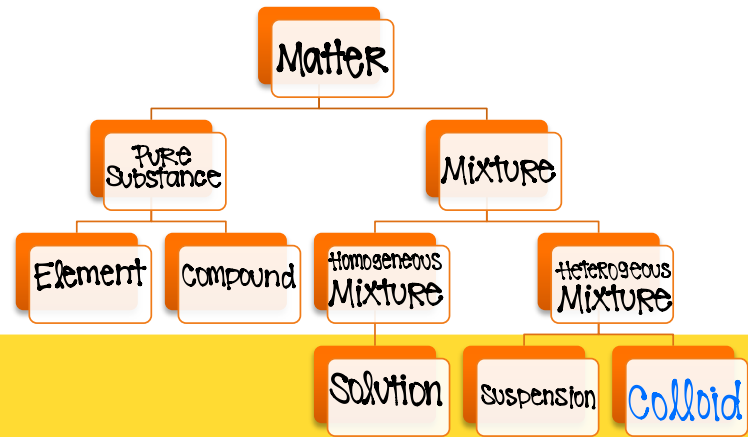 Matter
Pure
Substance
Mixture
Element
Compound
Homogeneous
Mixture
Heterogeous
Mixture
Solution
Suspension
Colloid